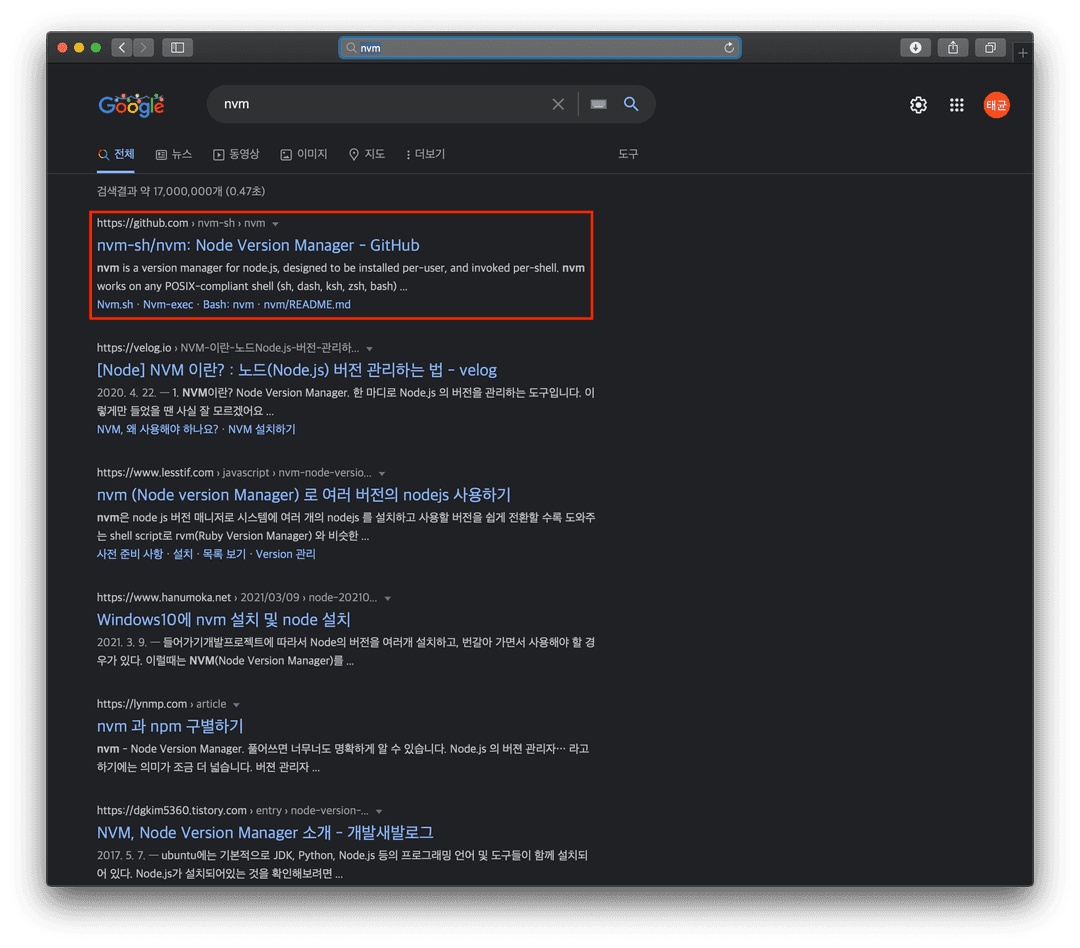 nvm
Google
nvm
태균
전체 뉴스 동영상 이미지 지도 더보기 도구
검색결과 약 17,000,000개 (0.47초)
https://github.com › nvm-sh › nvm
nvm-sh/nvm: Node Version Manager - GitHub
nvm is a version manager for node.js, designed to be installed per-user, and invoked per-shell. nvm
works on any POSIX-compliant shell (sh, dash, ksh, zsh, bash) ...
Nvm.sh · Nvm-exec · Bash: nvm · nvm/README.md
https://velog.io › NVM-이란-노드Node.js-버전-관리하...
[Node] NVM 이란? : 노드(Node.js) 버전 관리하는 법 - velog
2020. 4. 22. — 1. NVM이란? Node Version Manager. 한 마디로 Node.js 의 버전을 관리하는 도구입니다. 이
렇게만 들었을 땐 사실 잘 모르겠어요 ...
NVM, 왜 사용해야 하나요? · NVM 설치하기
https://www.lesstif.com › javascript › nvm-node-versio...
nvm (Node version Manager) 로 여러 버전의 nodejs 사용하기
nvm은 node js 버전 매니저로 시스템에 여러 개의 nodejs 를 설치하고 사용할 버전을 쉽게 전환할 수록 도와주
는 shell script로 rvm(Ruby Version Manager) 와 비슷한 ...
사전 준비 사항 · 설치 · 목록 보기 · Version 관리
https://www.hanumoka.net › 2021/03/09 › node-20210...
Windows10에 nvm 설치 및 node 설치
2021. 3. 9. — 들어가기개발프로젝트에 따라서 Node의 버전을 여러개 설치하고, 번갈아 가면서 사용해야 할 경
우가 있다. 이럴때는 NVM(Node Version Manager)를 ...
https://lynmp.com › article
nvm 과 npm 구별하기
nvm - Node Version Manager. 풀어쓰면 너무너도 명확하게 알 수 있습니다. Node.js 의 버젼 관리자… 라고
하기에는 의미가 조금 더 넓습니다. 버젼 관리자 ...
https://dgkim5360.tistory.com › entry › node-version-...
NVM, Node Version Manager 소개 - 개발새발로그
2017. 5. 7. — ubuntu에는 기본적으로 JDK, Python, Node.js 등의 프로그래밍 언어 및 도구들이 함께 설치되
어 있다. Node.js가 설치되어있는 것을 확인해보려면 ...